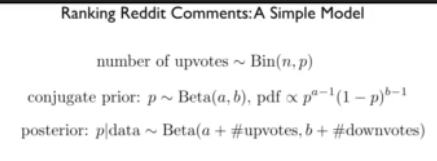 Ranking Reddit Comments: A Simple Model
number of upvotes ~ Bin(n, p)
conjugate prior: p ~ Beta(a, b), pdf ∝ p^{a−1}(1 − p)^{b−1}
posterior: p|data ~ Beta(a + #upvotes, b + #downvotes)